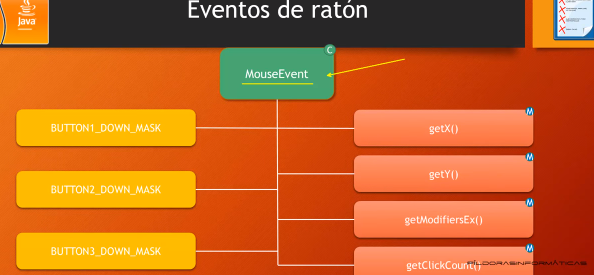 Eventos de ratón
Java
C
MouseEvent
BUTTON1_DOWN_MASK
M
getX()
M
getY()
BUTTON2_DOWN_MASK
M
getModifiersEx()
BUTTON3_DOWN_MASK
M
getClickCount()
PILDORASINFORMÁTICAS